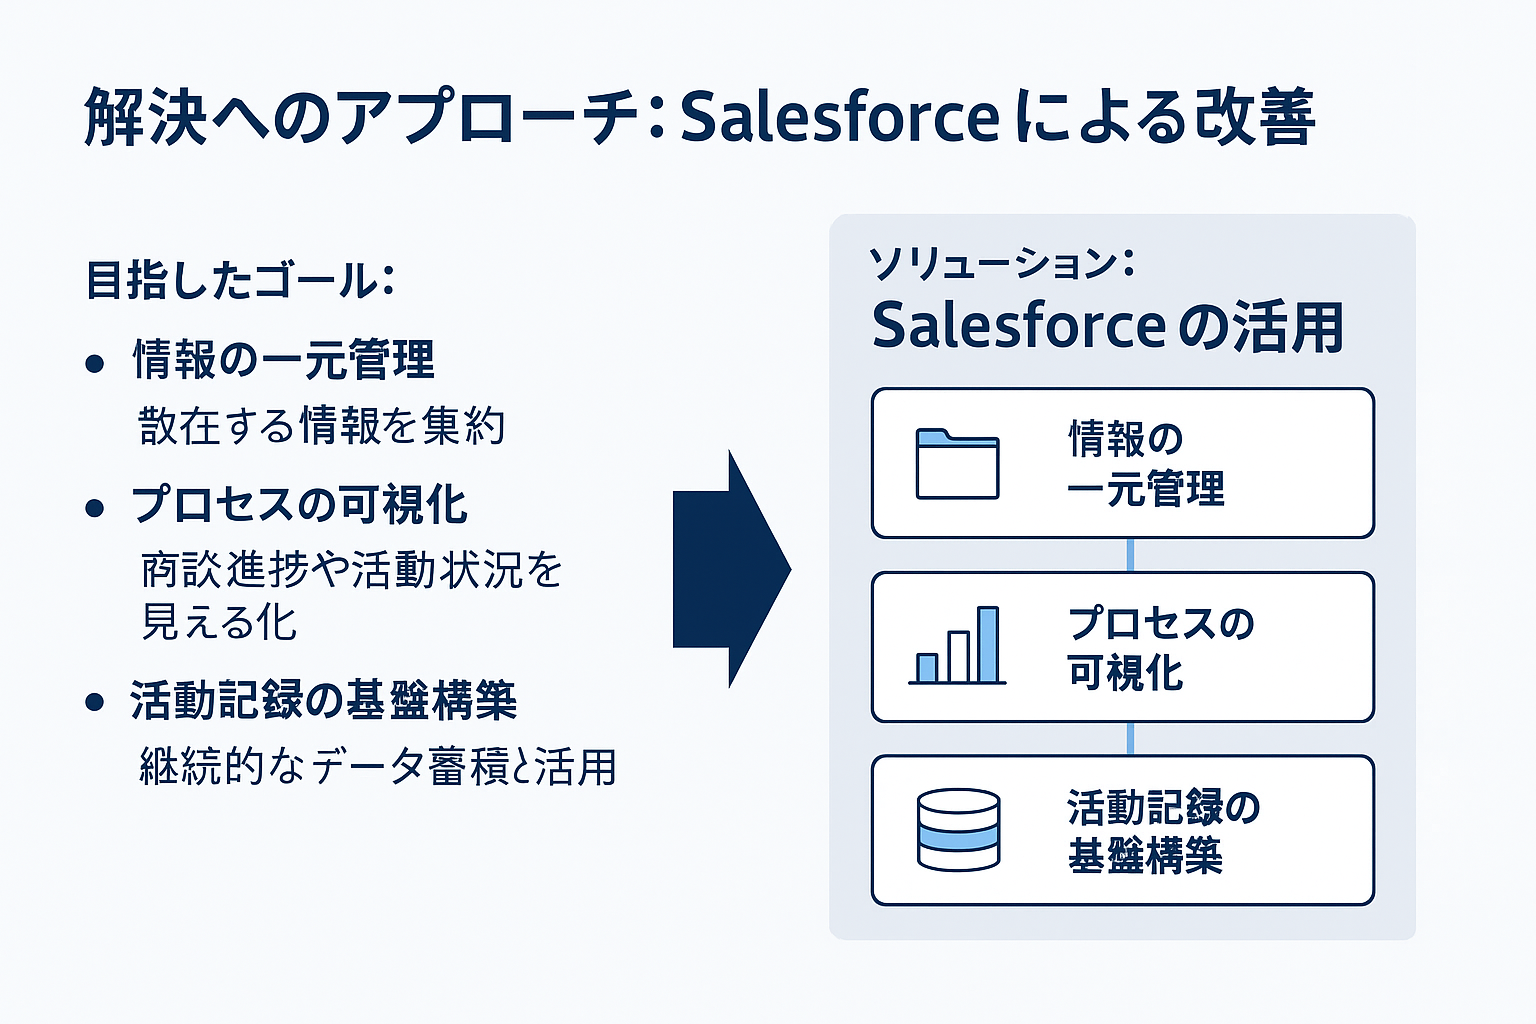 解決へのアプローチ：Salesforceによる改善
目指したゴール：
• 情報の一元管理
散在する情報を集約
• プロセスの可視化
商談進捗や活動状況を
見える化
• 活動記録の基盤構築
継続的なデータ蓄積と活用
ソリューション：
Salesforceの活用
情報の
一元管理
プロセスの
可視化
活動記録の
基盤構築